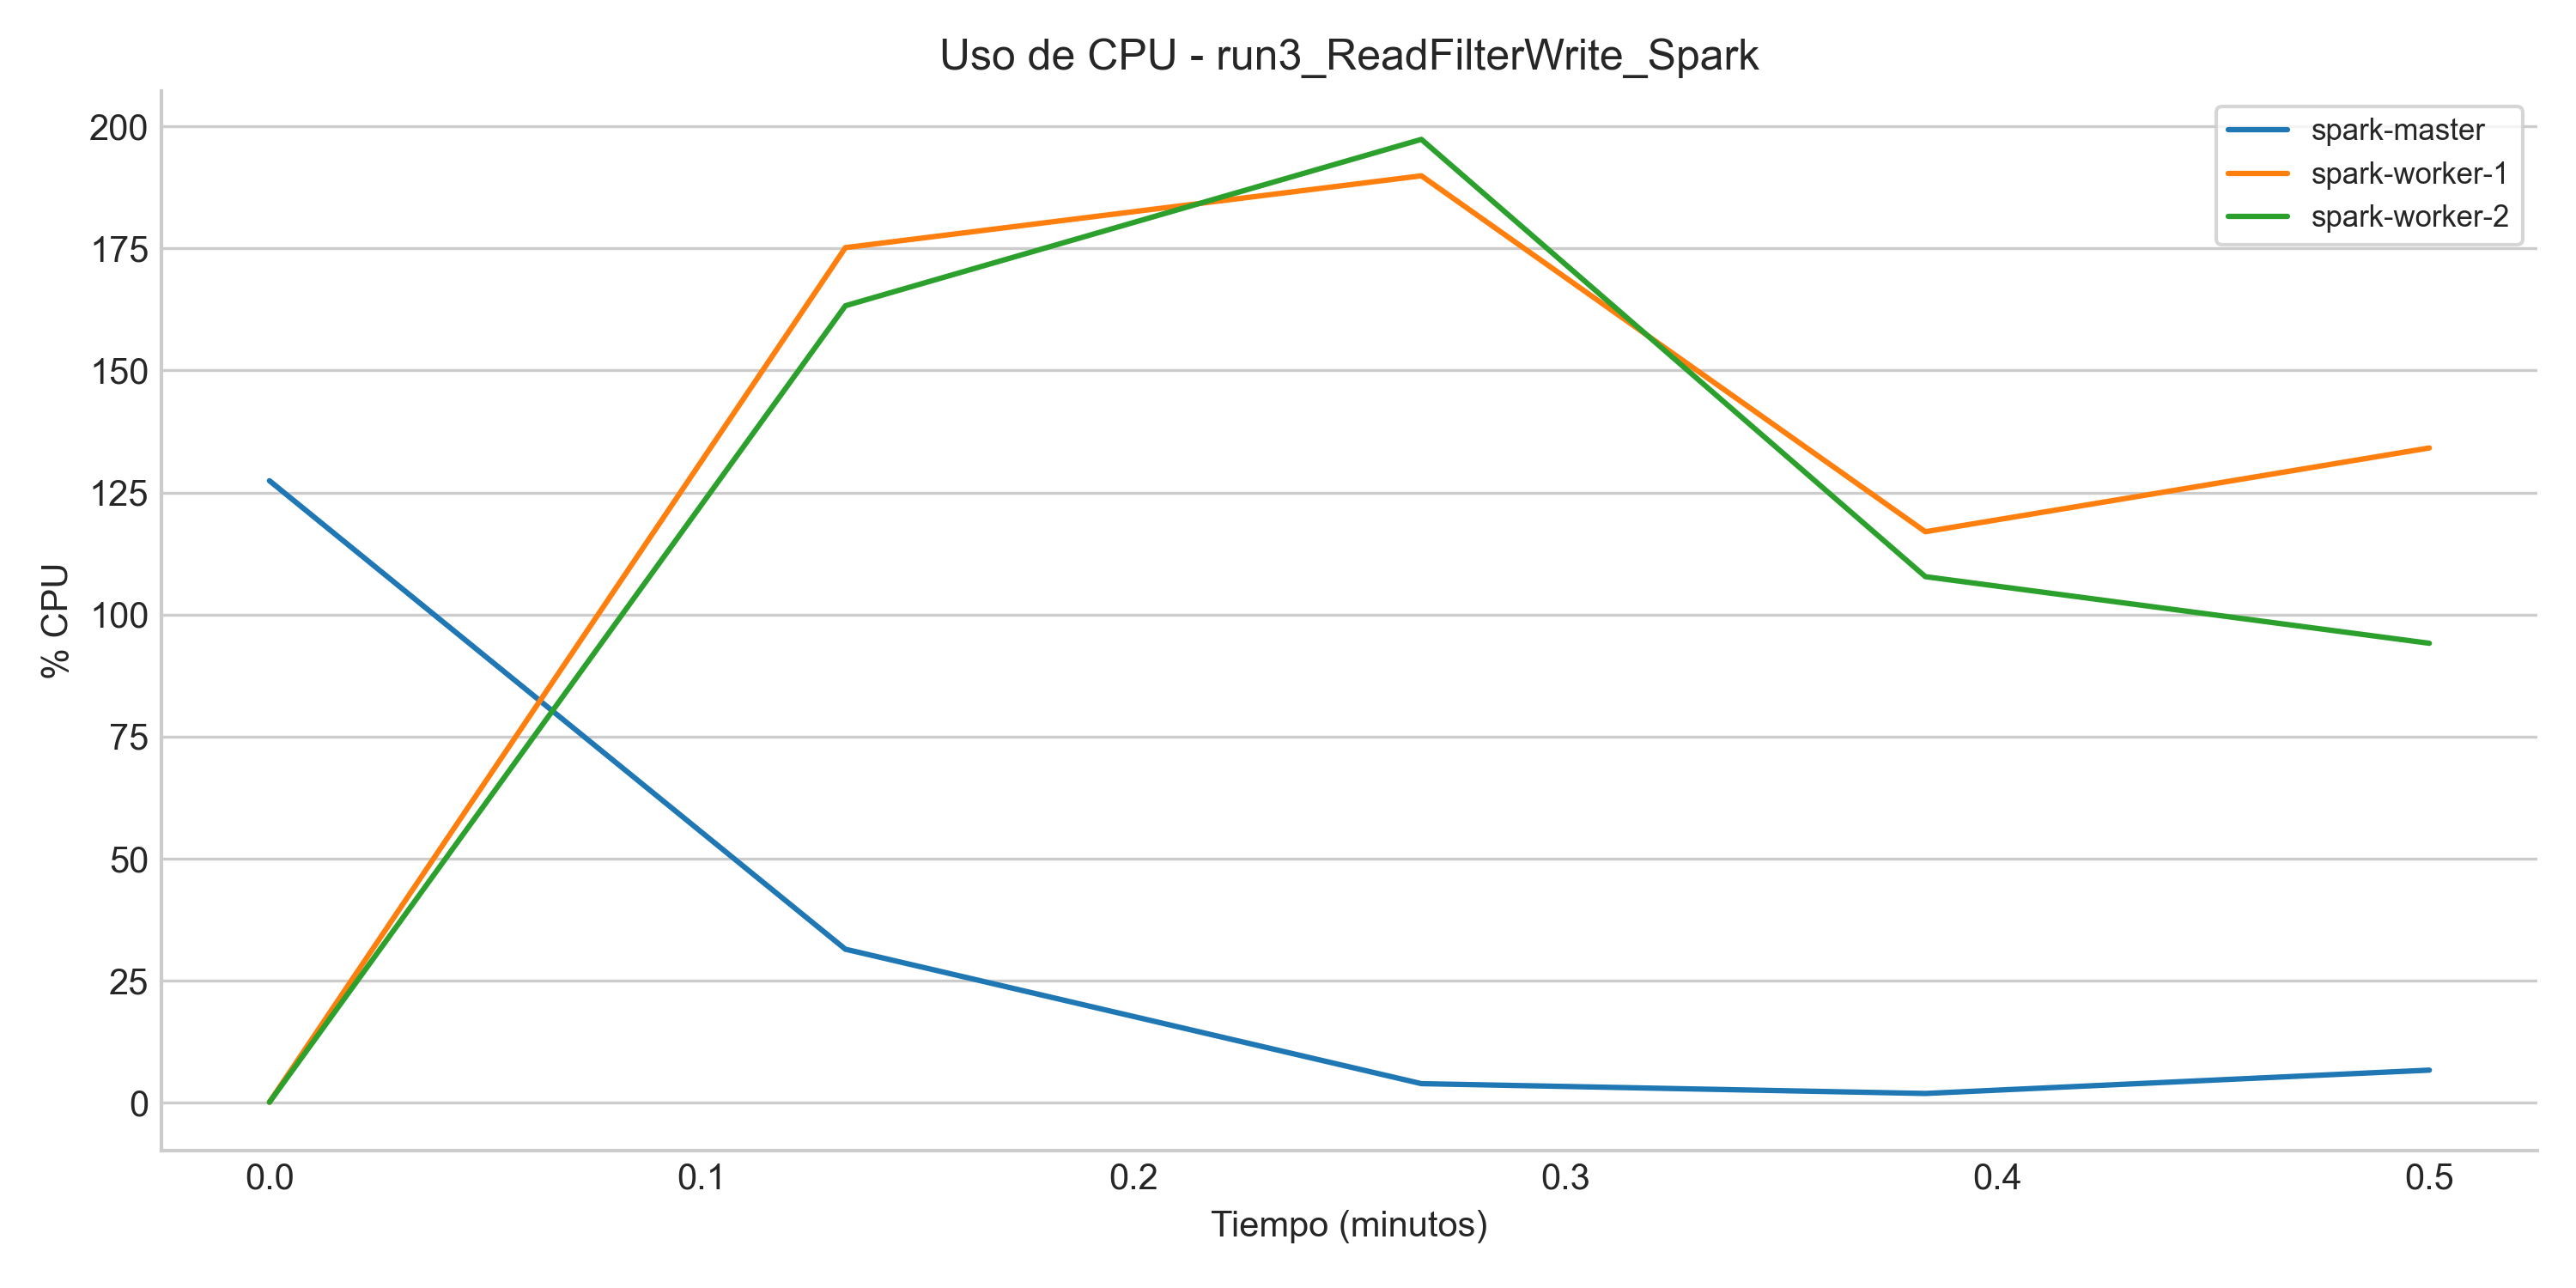 Uso de CPU - run3_ReadFilterWrite_Spark
spark-master
spark-worker-1
spark-worker-2
% CPU
200
175
150
125
100
75
50
25
0
0.0 0.1 0.2 0.3 0.4 0.5
Tiempo (minutos)